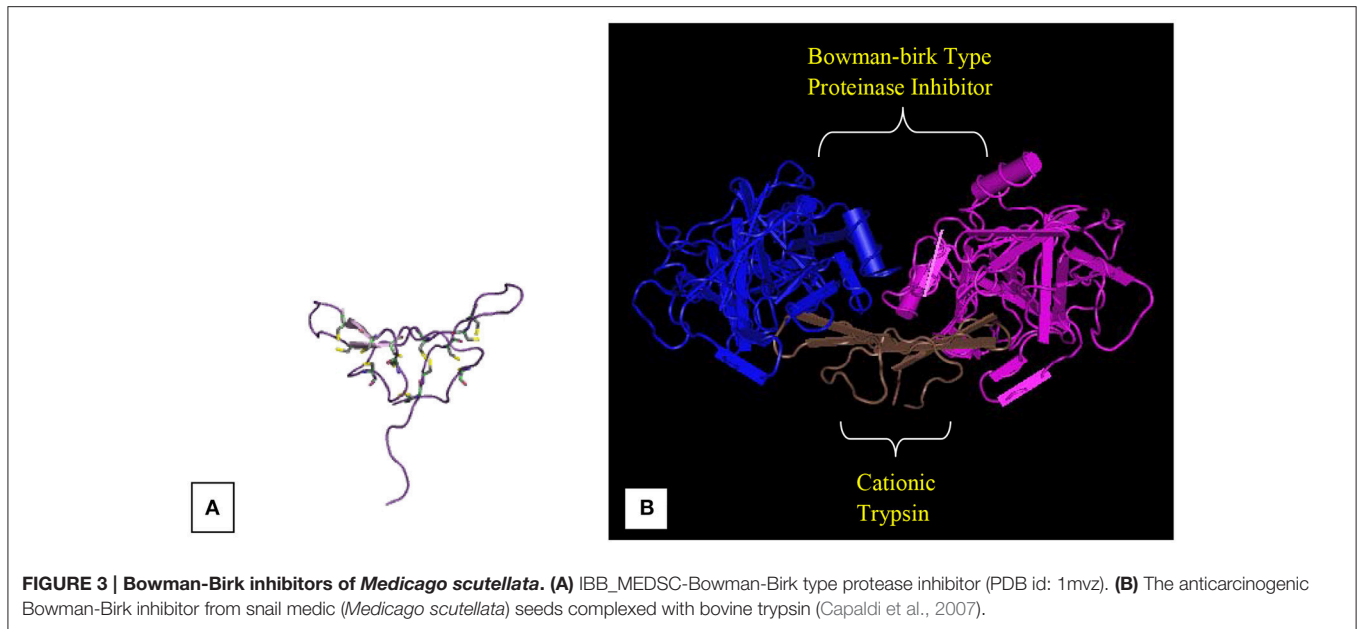 Bowman-birk Type
Proteinase Inhibitor
Cationic
Trypsin
A
B
FIGURE 3 | Bowman-Birk inhibitors of Medicago scutellata. (A) IBB_MEDSC-Bowman-Birk type protease inhibitor (PDB id: 1mvz). (B) The anticarcinogenic
Bowman-Birk inhibitor from snail medic (Medicago scutellata) seeds complexed with bovine trypsin (Capaldi et al., 2007).